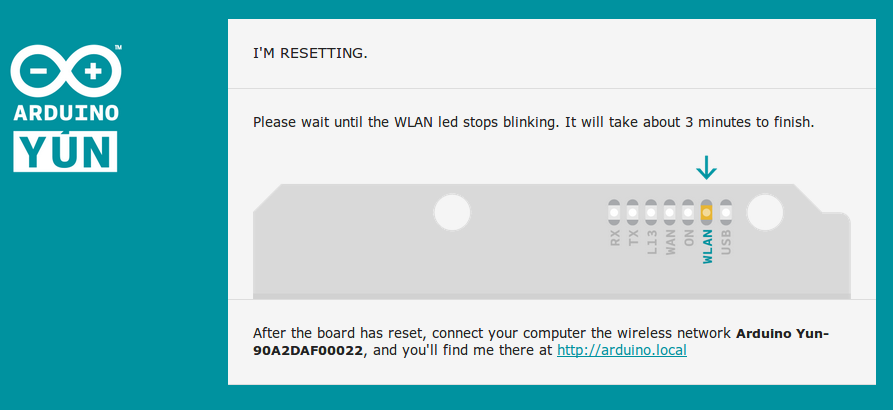 TM
ARDUINO
YÚN
I'M RESETTING.
Please wait until the WLAN led stops blinking. It will take about 3 minutes to finish.
RX
TX
L13
WAN
ON
WLAN
USB
After the board has reset, connect your computer the wireless network Arduino Yun-
90A2DAF00022, and you'll find me there at http://arduino.local